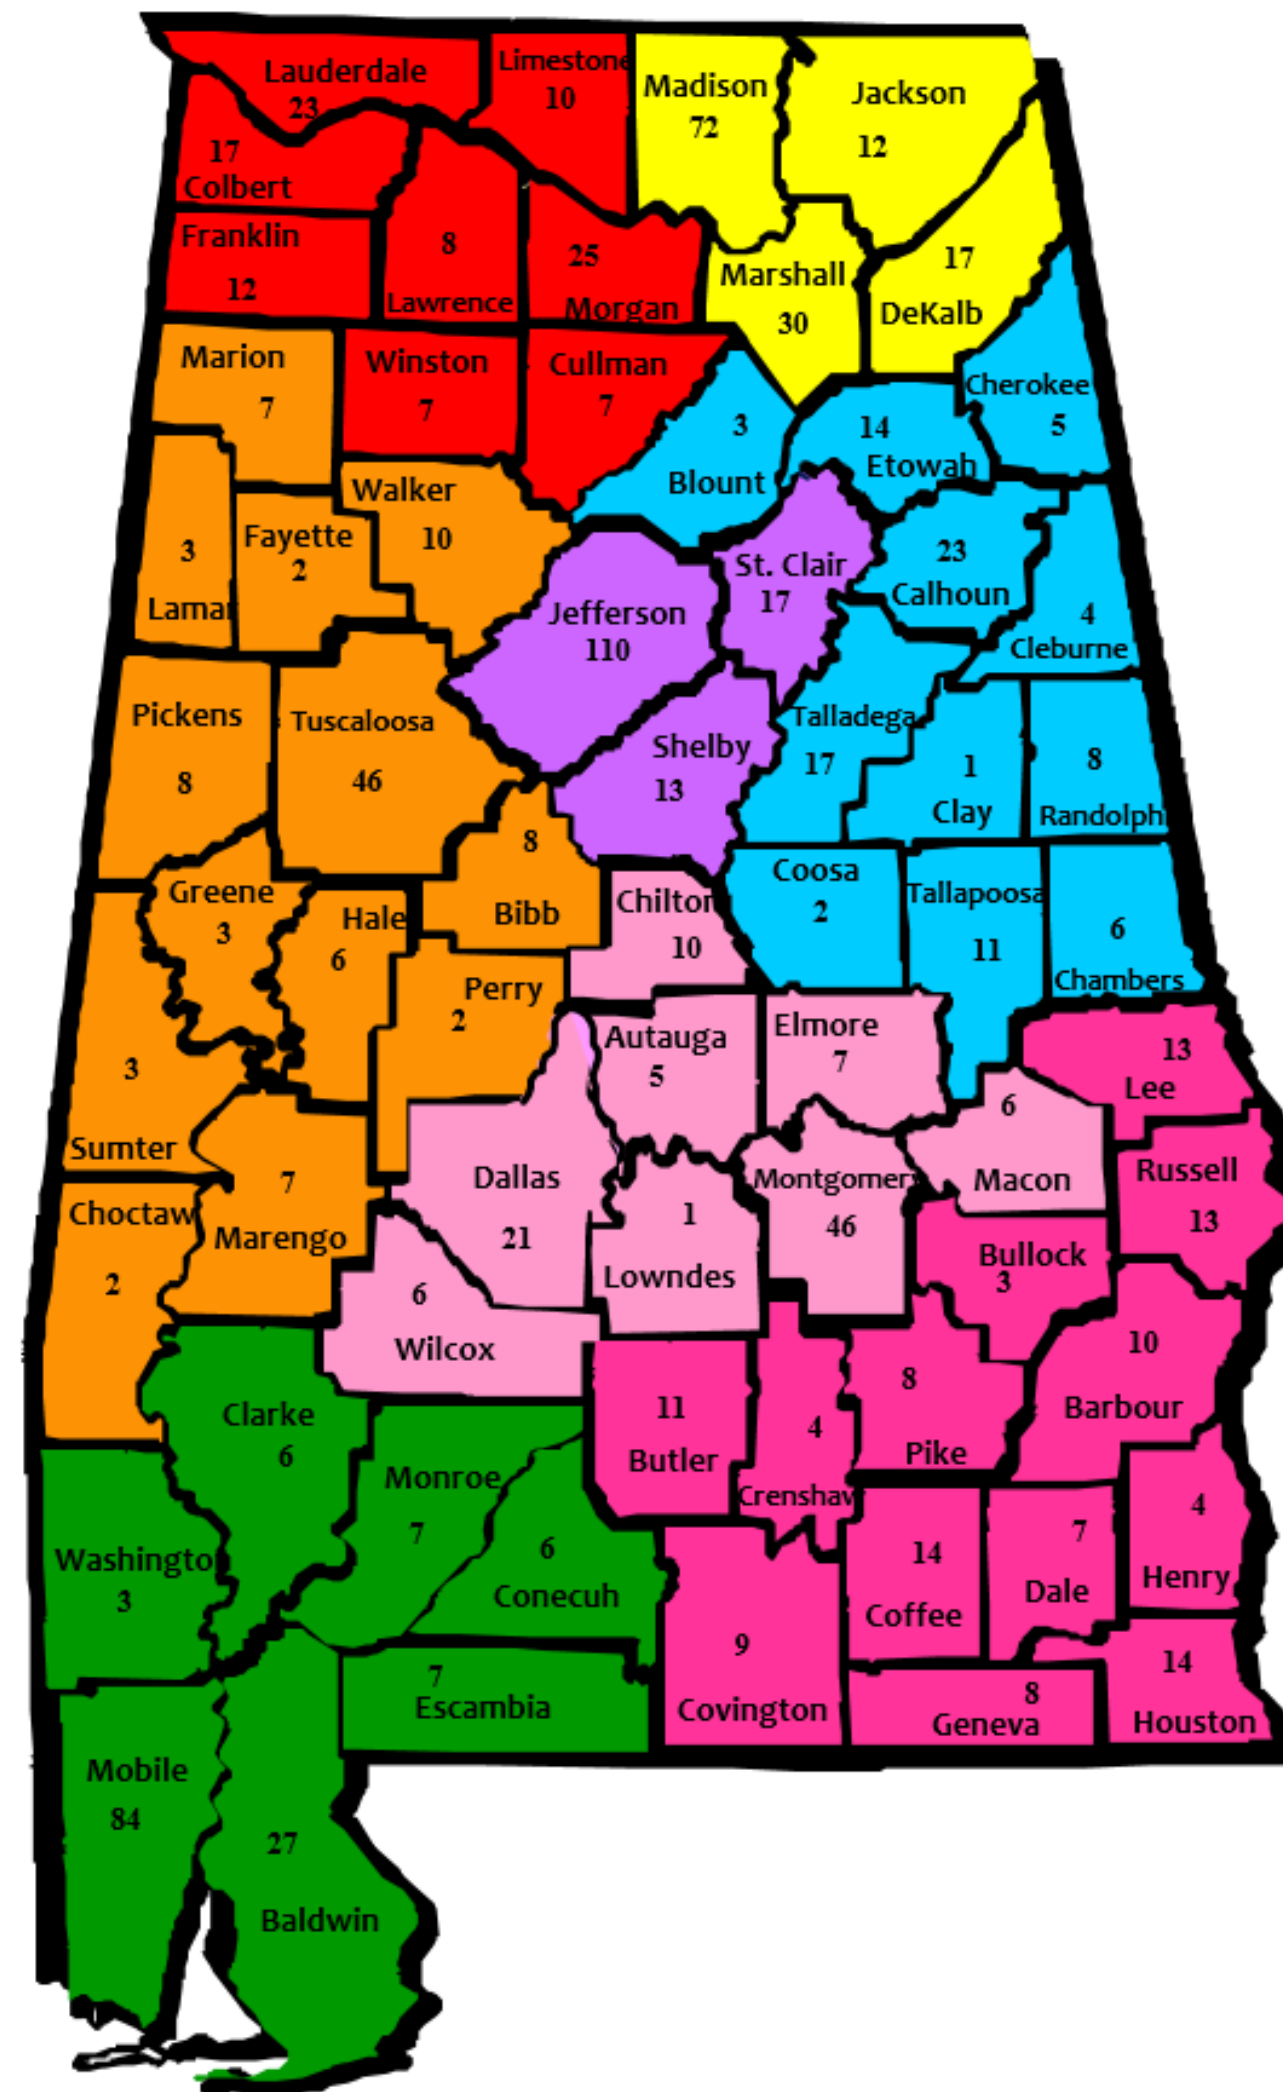 Lauderdale
23
Limestone
10
Madison
72
Jackson
12
17
Colbert
Franklin
12
8
Lawrence
25
Morgan
Marshall
30
17
DeKalb
Marion
7
Winston
7
Cullman
7
3
Blount
14
Etowah
Cherokee
5
Walker
10
3
Lamar
Fayette
2
Jefferson
110
St. Clair
17
23
Calhoun
4
Cleburne
Pickens
8
Tuscaloosa
46
Shelby
13
Talladega
17
1
Clay
8
Randolph
8
Bibb
Greene
3
Hale
6
Chilton
10
Coosa
2
Tallapoosa
11
6
Chambers
Perry
2
Autauga
5
Elmore
7
13
Lee
3
Sumter
6
Macon
7
Marengo
Dallas
21
1
Lowndes
Montgomery
46
Russell
13
Choctaw
2
6
Wilcox
Bullock
3
Clarke
6
11
Butler
4
Crenshaw
8
Pike
10
Barbour
Monroe
7
6
Conecuh
Washingto
3
9
Covington
14
Coffee
7
Dale
4
Henry
7
Escambia
8
Geneva
14
Houston
Mobile
84
27
Baldwin